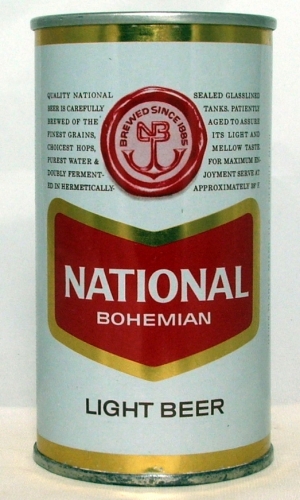 QUALITY NATIONAL
BEER IS CAREFULLY
BREWED OF THE
FINEST GRAINS,
CHOICEST HOPS,
PUREST WATER &
DOUBLY FERMENT-
ED IN HERMETICALLY-
BREWED SINCE 1885
NB
SEALED GLASSLINED
TANKS. PATIENTLY
AGED TO ASSURE
ITS LIGHT AND
MELLOW TASTE.
FOR MAXIMUM EN-
JOYMENT SERVE AT
APPROXIMATELY
NATIONAL
BOHEMIAN
LIGHT BEER